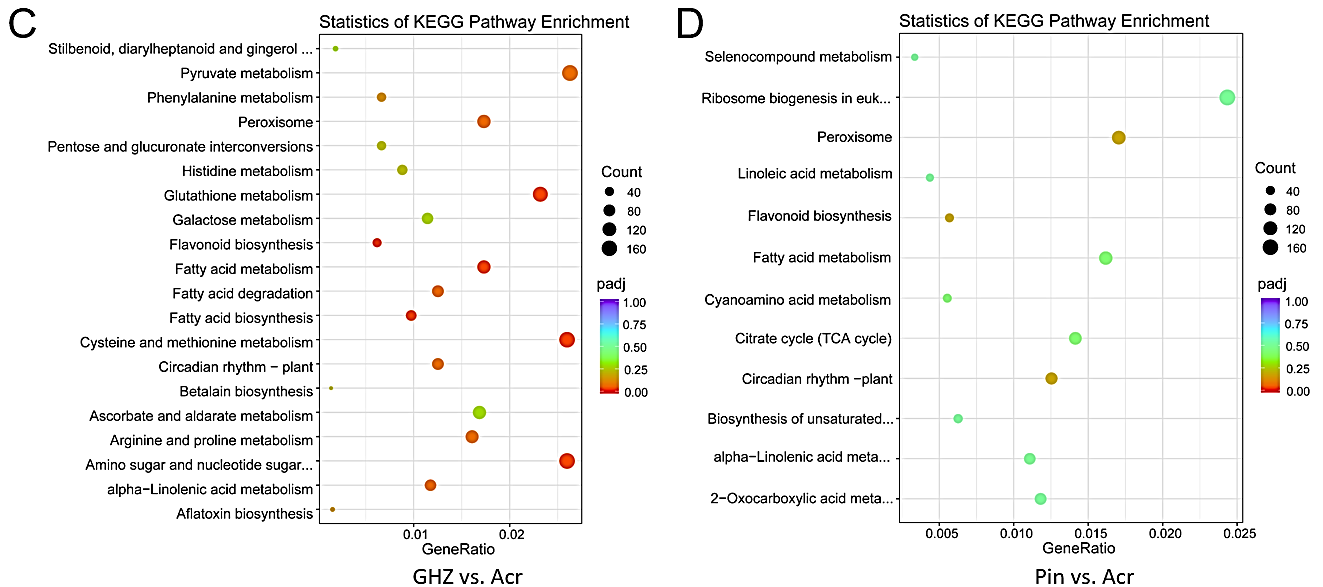 C
Statistics of KEGG Pathway Enrichment
Stilbenoid, diarylheptanoid and gingerol ...
Pyruvate metabolism
Phenylalanine metabolism
Peroxisome
Pentose and glucuronate interconversions
Histidine metabolism
Glutathione metabolism
Galactose metabolism
Flavonoid biosynthesis
Fatty acid metabolism
Fatty acid degradation
Fatty acid biosynthesis
Cysteine and methionine metabolism
Circadian rhythm − plant
Betalain biosynthesis
Ascorbate and aldarate metabolism
Arginine and proline metabolism
Amino sugar and nucleotide sugar...
alpha−Linolenic acid metabolism
Aflatoxin biosynthesis
0.01 0.02
GeneRatio
GHZ vs. Acr
Count
40
80
120
160
padj
1.00
0.75
0.50
0.25
0.00
D
Statistics of KEGG Pathway Enrichment
Selenocompound metabolism
Ribosome biogenesis in euk...
Peroxisome
Linoleic acid metabolism
Flavonoid biosynthesis
Fatty acid metabolism
Cyanoamino acid metabolism
Citrate cycle (TCA cycle)
Circadian rhythm −plant
Biosynthesis of unsaturated...
alpha−Linolenic acid meta...
2−Oxocarboxylic acid meta...
0.005 0.010 0.015 0.020 0.025
GeneRatio
Pin vs. Acr
Count
40
80
120
160
padj
1.00
0.75
0.50
0.25
0.00